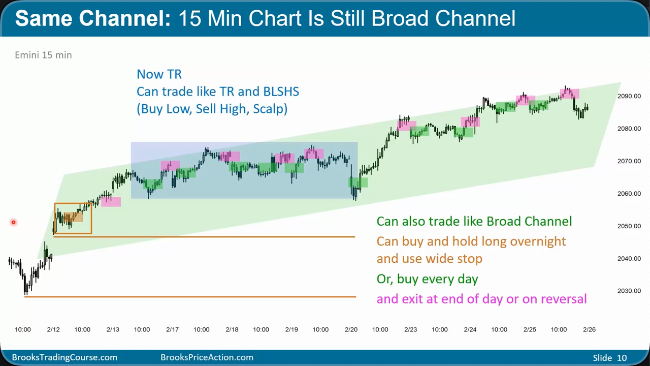 Same Channel: 15 Min Chart Is Still Broad Channel
Emini 15 min
Now TR
Can trade like TR and BLSHS
(Buy Low, Sell High, Scalp)
2090.00
2080.00
2070.00
2060.00
2050.00
2040.00
2030.00
Can also trade like Broad Channel
Can buy and hold long overnight
and use wide stop
Or, buy every day
and exit at end of day or on reversal
10:00 2/12 10:00 2/13 10:00 2/17 10:00 2/18 10:00 2/19 10:00 2/20 10:00 2/23 10:00 2/24 10:00 2/25 10:00 2/26
BrooksTradingCourse.com BrooksPriceAction.com Slide 10